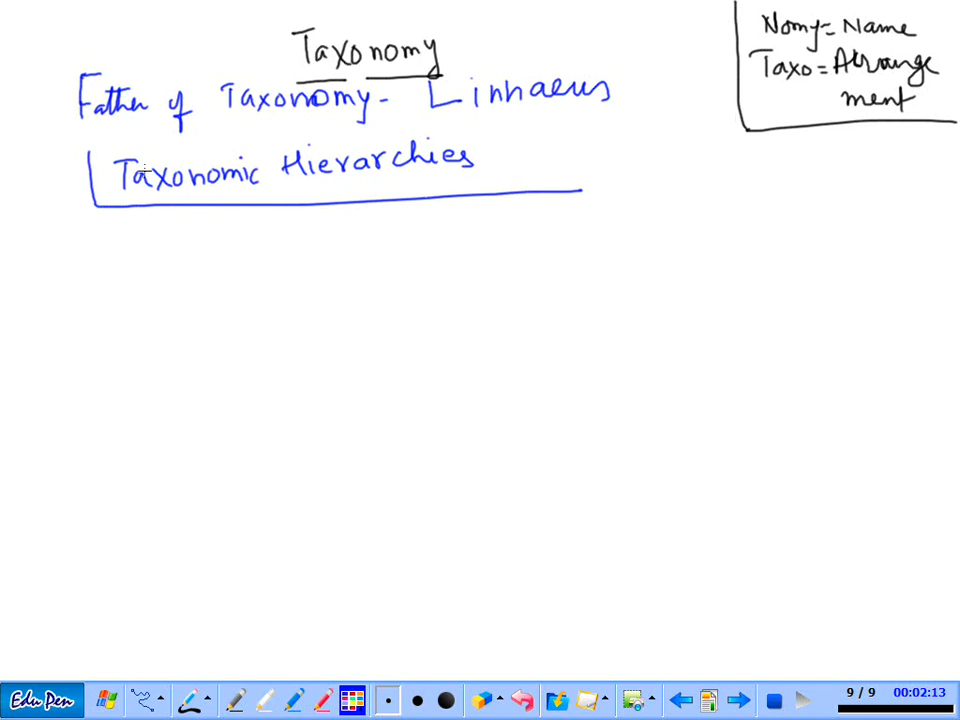 Taxonomy
Nomy = Name
Taxo = Arrange
ment
Father of Taxonomy - Linnaeus
Taxonomic Hierarchies
Edu Pen
9 / 9
00:02:13